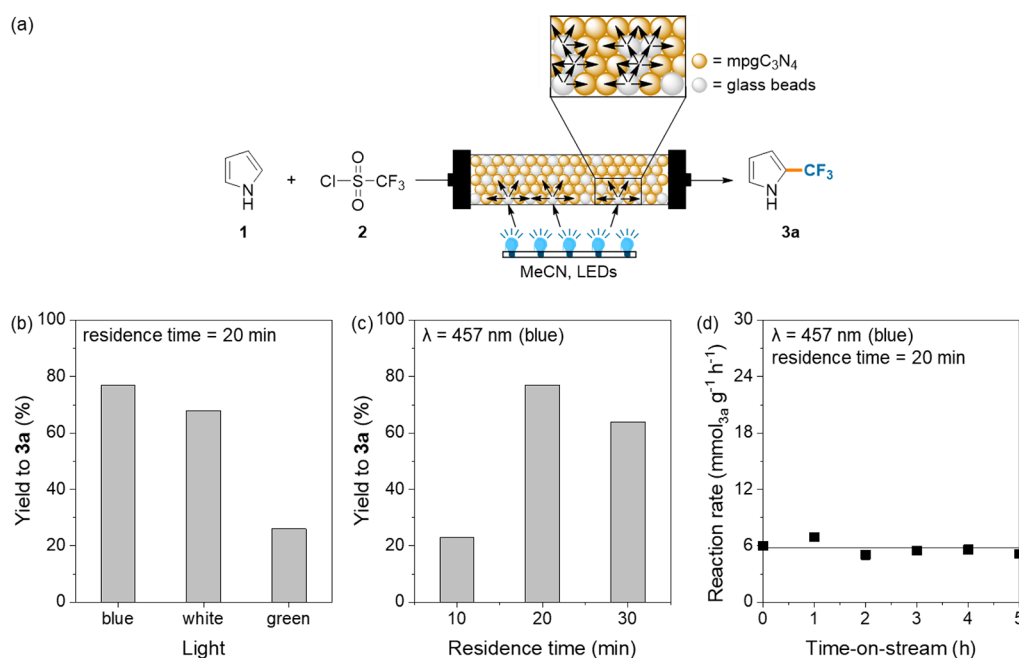 (a)
= mpgC₃N₄
= glass beads
N
H
1
+
Cl
O
S
O
CF₃
2
MeCN, LEDs
N
H
CF₃
3a
(b)
residence time = 20 min
Yield to 3a (%)
100
80
60
40
20
0
blue white green
Light
(c)
λ = 457 nm (blue)
Yield to 3a (%)
100
80
60
40
20
0
10 20 30
Residence time (min)
(d)
λ = 457 nm (blue)
residence time = 20 min
Reaction rate (mmol₃ₐ g⁻¹ h⁻¹)
30
24
18
12
6
0
0 1 2 3 4 5
Time-on-stream (h)